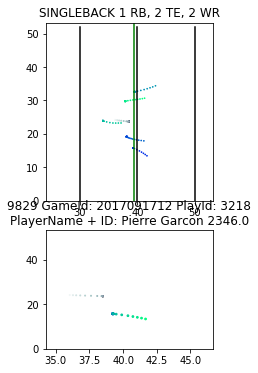 SINGLEBACK 1 RB, 2 TE, 2 WR
50
40
30
20
10
0
30 40 50
9829 GameId: 2017091712 PlayId: 3218
PlayerName + ID: Pierre Garcon 2346.0
40
20
0
35.0 37.5 40.0 42.5 45.0